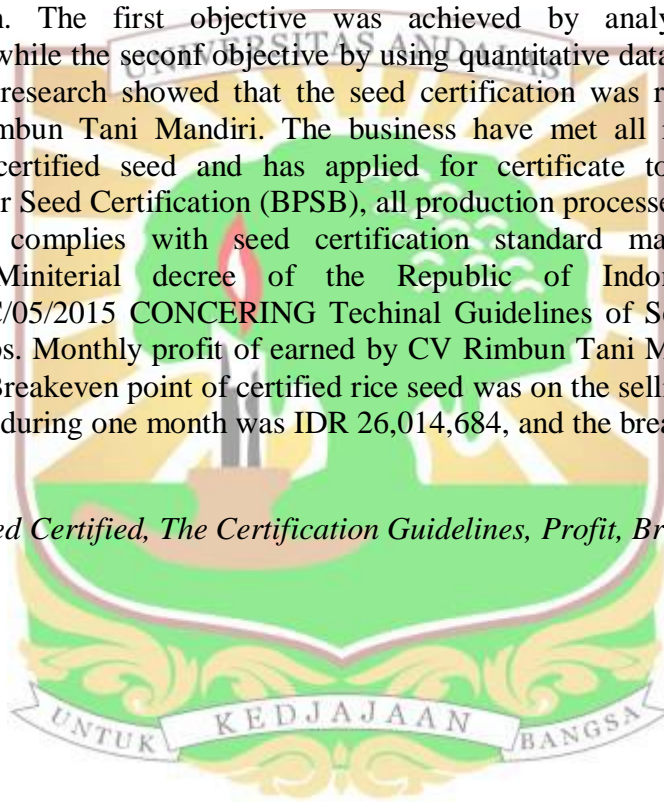 n. The first objective was achieved by analy
while the seconf objective by using quantitative data
UNIVERSITAS ANDALAS
research showed that the seed certification was r
mbun Tani Mandiri. The business have met all
certified seed and has applied for certificate to
r Seed Certification (BPSB), all production processe
complies with seed certification standard ma
Miniterial decree of the Republic of Indor
C/05/2015 CONCERING Techinal Guidelines of S
ps. Monthly profit of earned by CV Rimbun Tani M
Breakeven point of certified rice seed was on the sell
during one month was IDR 26,014,684, and the brea
ed Certified, The Certification Guidelines, Profit, Br
UNTUK KEDJAJAAN BANGSA